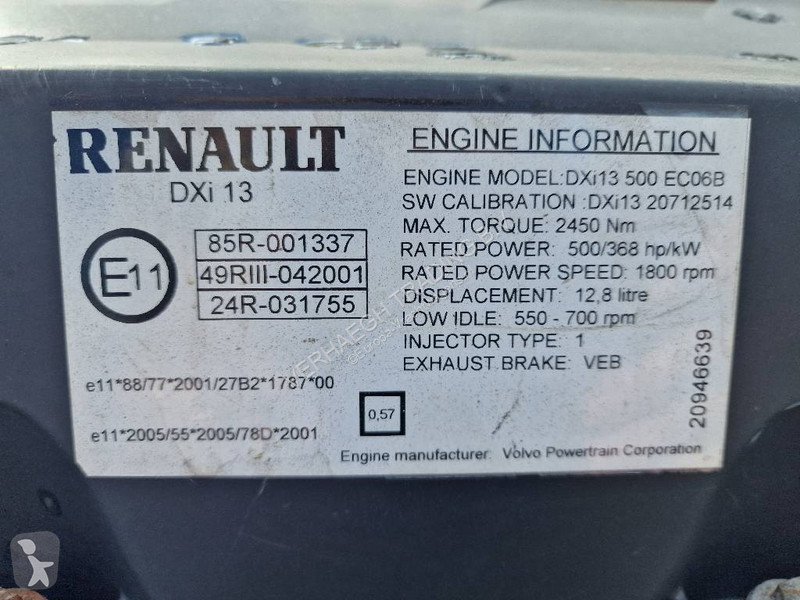 RENAULT
DXi 13
E11
85R-001337
49RIII-042001
24R-031755
e11*88/77*2001/27B2*1787*00
e11*2005/55*2005/78D*2001
0,57
ENGINE INFORMATION
ENGINE MODEL:DXi13 500 EC06B
SW CALIBRATION :DXi13 20712514
MAX. TORQUE: 2450 Nm
RATED POWER: 500/368 hp/kW
RATED POWER SPEED: 1800 rpm
DISPLACEMENT: 12,8 litre
LOW IDLE: 550 - 700 rpm
INJECTOR TYPE: 1
EXHAUST BRAKE: VEB
20946639
Engine manufacturer: Volvo Powertrain Corporation
VERHAEGH TRADING